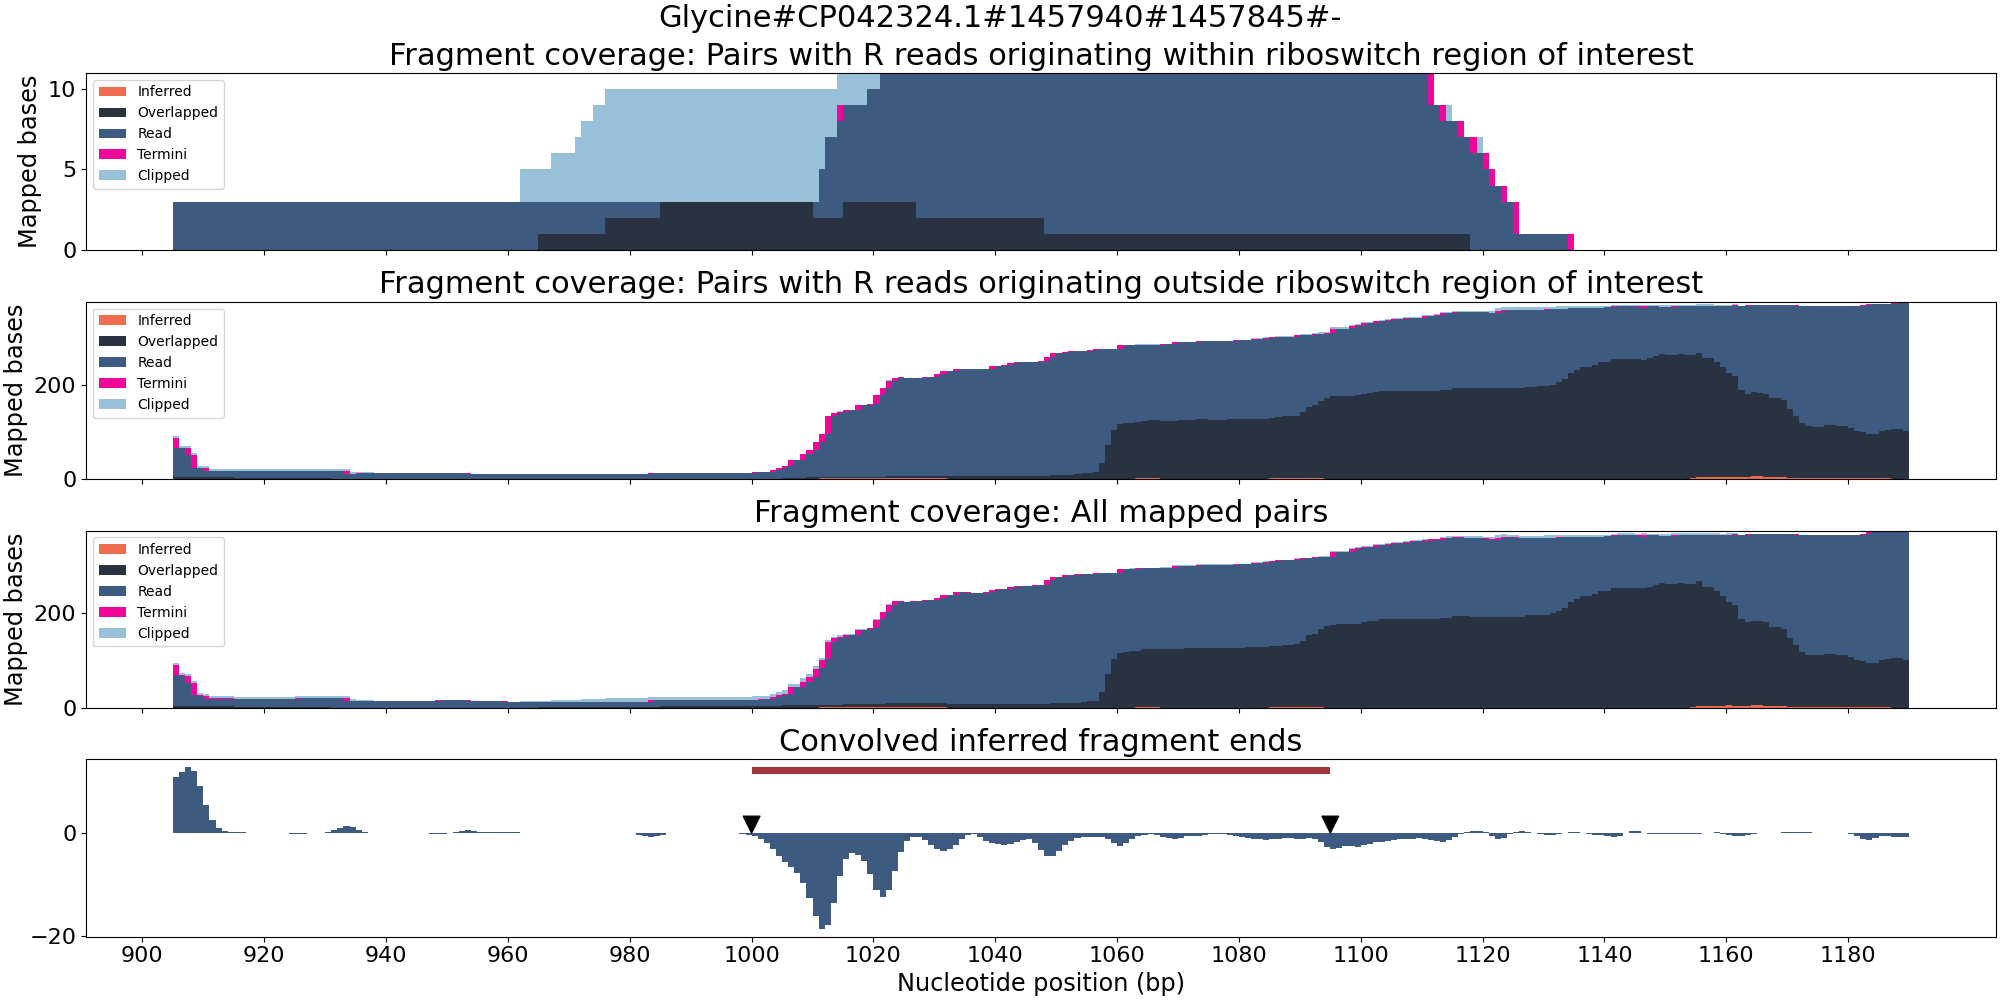 Glycine#CP042324.1#1457940#1457845#-
Fragment coverage: Pairs with R reads originating within riboswitch region of interest
Mapped bases
10
5
0
Inferred
Overlapped
Read
Termini
Clipped
Fragment coverage: Pairs with R reads originating outside riboswitch region of interest
Mapped bases
200
0
Inferred
Overlapped
Read
Termini
Clipped
Fragment coverage: All mapped pairs
Mapped bases
200
0
Inferred
Overlapped
Read
Termini
Clipped
Convolved inferred fragment ends
0
−20
900 920 940 960 980 1000 1020 1040 1060 1080 1100 1120 1140 1160 1180
Nucleotide position (bp)